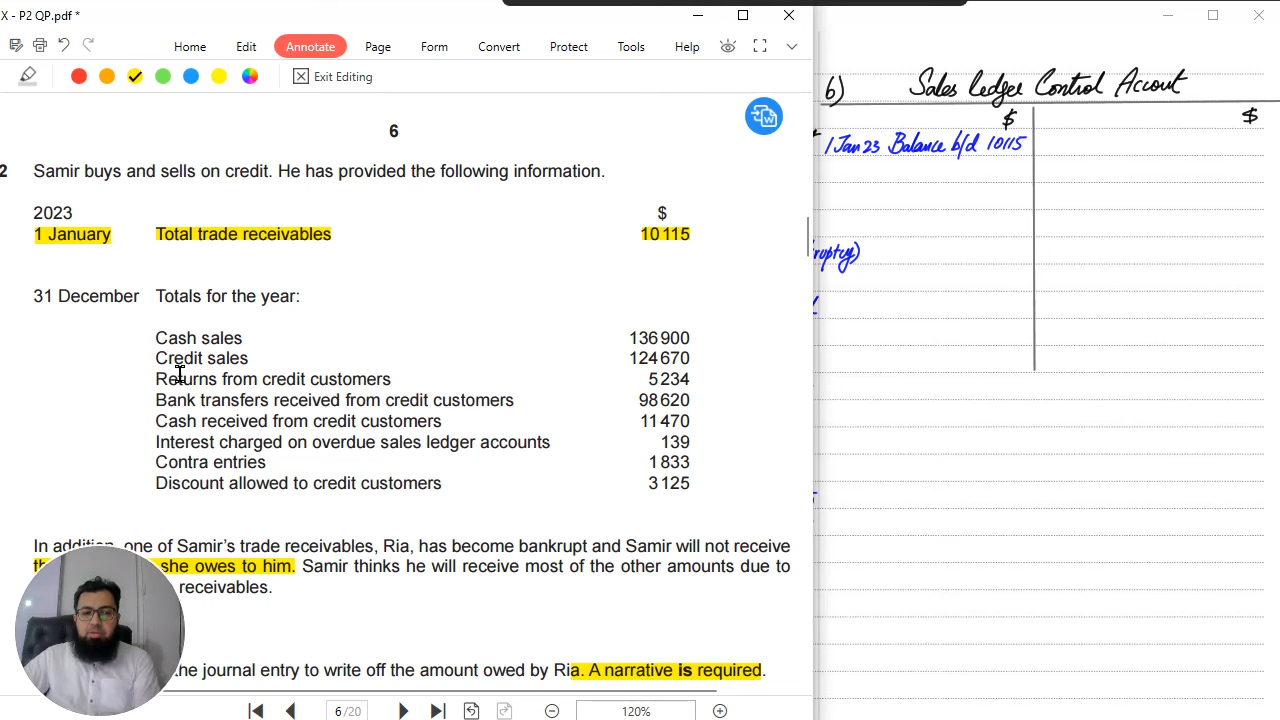 X - P2 QP.pdf *
Home Edit Annotate Page Form Convert Protect Tools Help
Exit Editing
6
2 Samir buys and sells on credit. He has provided the following information.
2023 $
1 January Total trade receivables 10 115
31 December Totals for the year:
Cash sales 136 900
Credit sales 124 670
Returns from credit customers 5 234
Bank transfers received from credit customers 98 620
Cash received from credit customers 11 470
Interest charged on overdue sales ledger accounts 139
Contra entries 1 833
Discount allowed to credit customers 3 125
In addition, one of Samir's trade receivables, Ria, has become bankrupt and Samir will not receive
she owes to him. Samir thinks he will receive most of the other amounts due to
receivables.
the journal entry to write off the amount owed by Ria. A narrative is required.
6 /20
120%
b) Sales ledger Control Account
$ $
1 Jan 23 Balance b/d 10115
ruptcy)